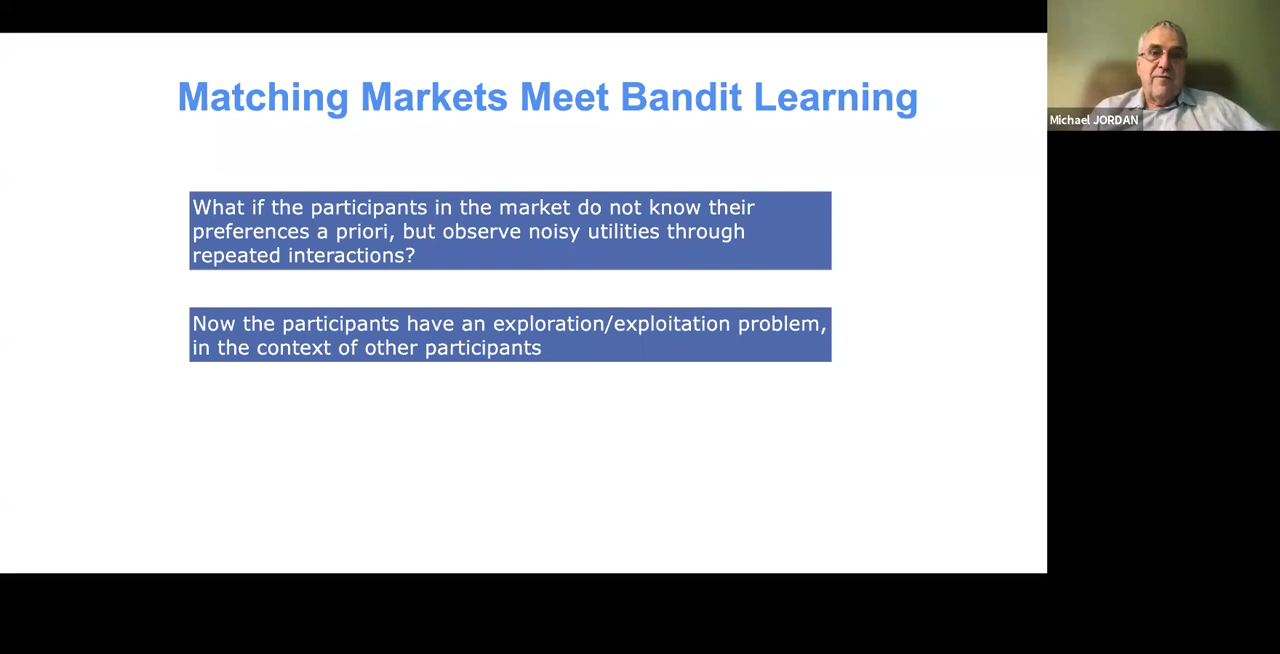 Matching Markets Meet Bandit Learning
Michael JORDAN
What if the participants in the market do not know their
preferences a priori, but observe noisy utilities through
repeated interactions?
Now the participants have an exploration/exploitation problem,
in the context of other participants